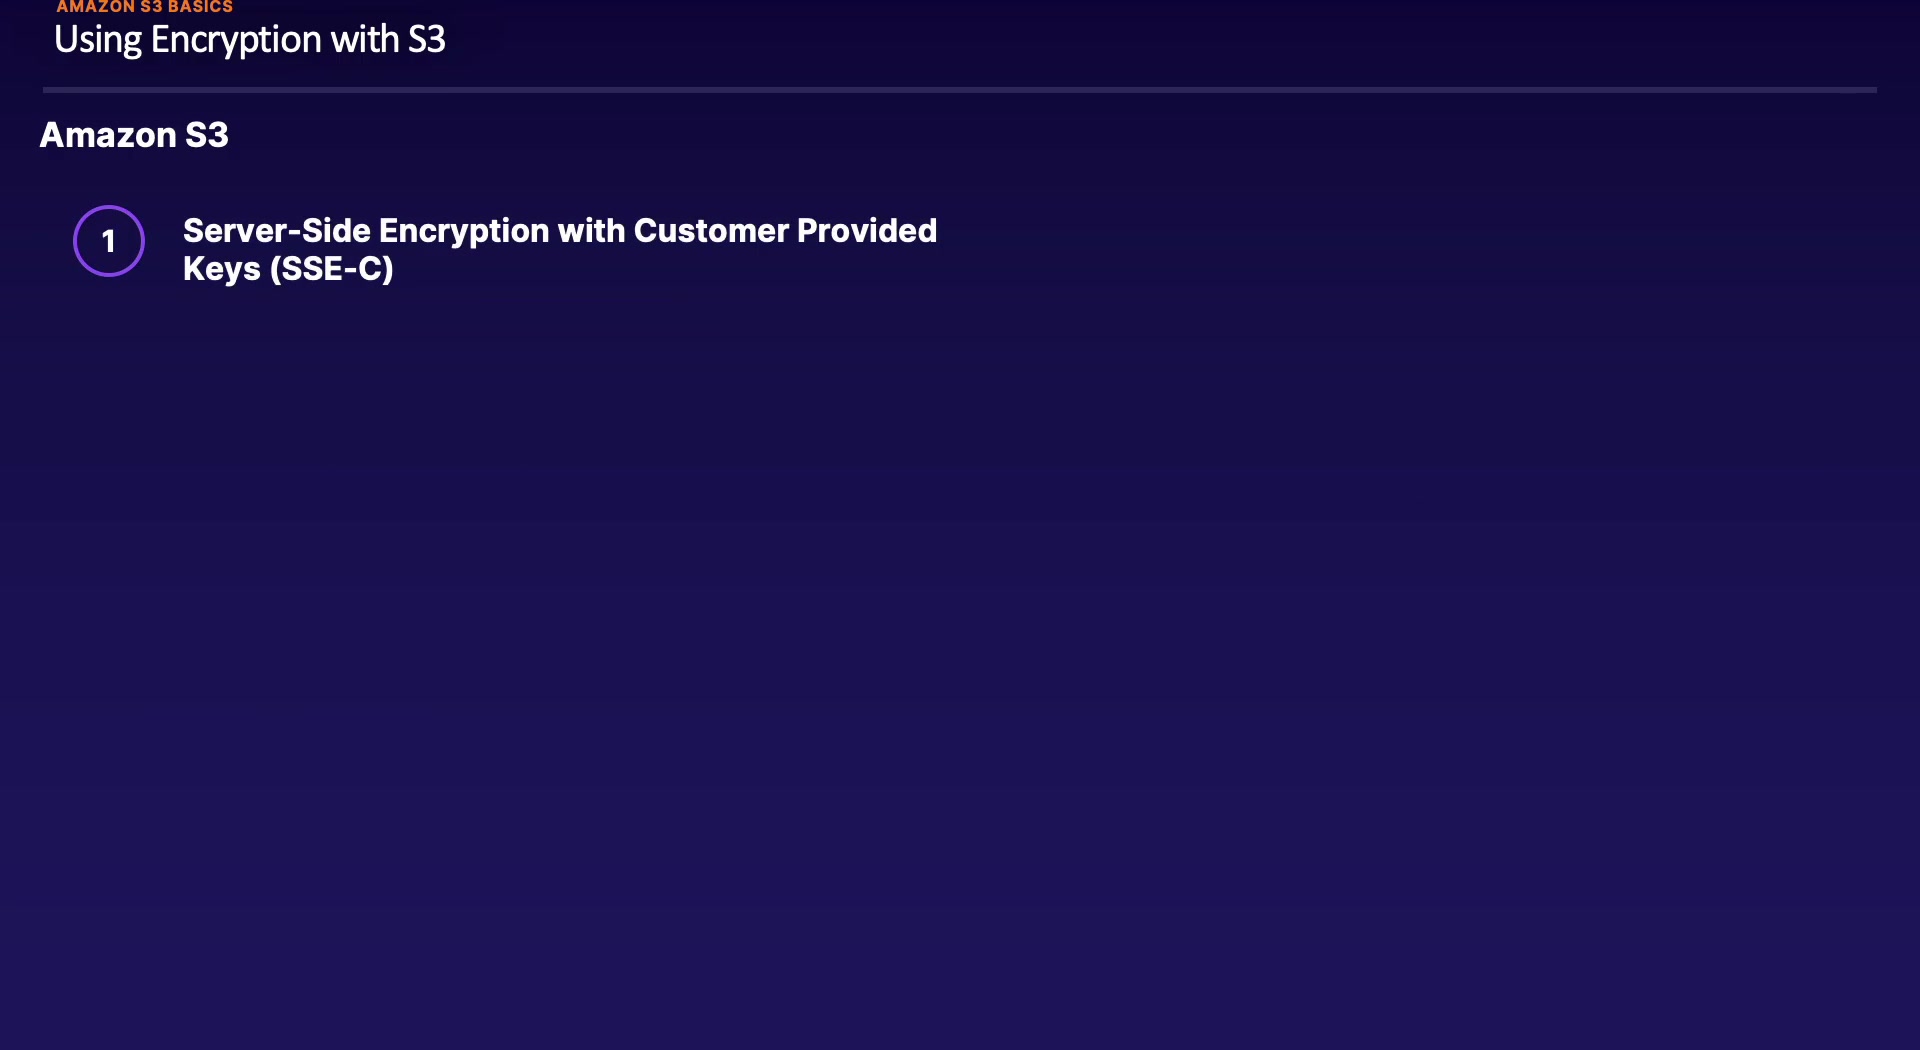 AMAZON S3 BASICS
Using Encryption with S3
Amazon S3
1
Server-Side Encryption with Customer Provided
Keys (SSE-C)